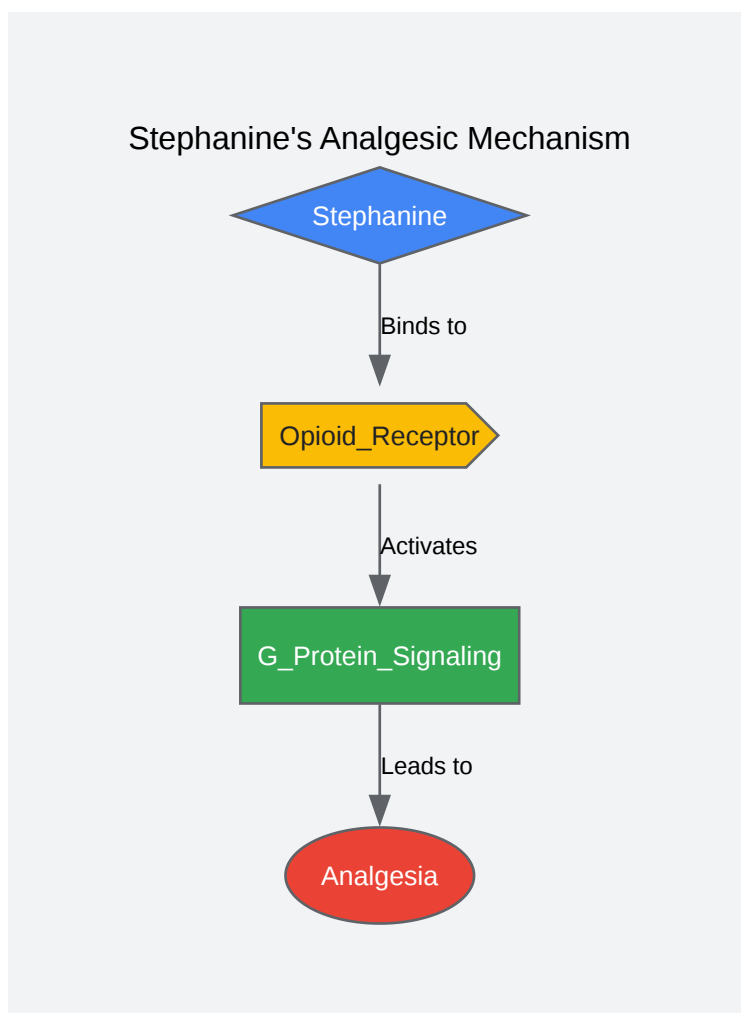 Stephanine's Analgesic Mechanism
Stephanine
Binds to
Opioid_Receptor
Activates
G_Protein_Signaling
Leads to
Analgesia